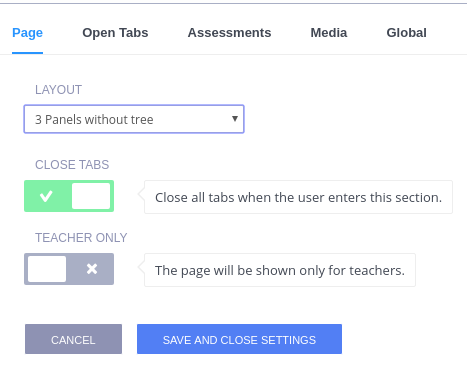 Page Open Tabs Assessments Media Global
LAYOUT
3 Panels without tree
CLOSE TABS
Close all tabs when the user enters this section.
TEACHER ONLY
The page will be shown only for teachers.
CANCEL SAVE AND CLOSE SETTINGS